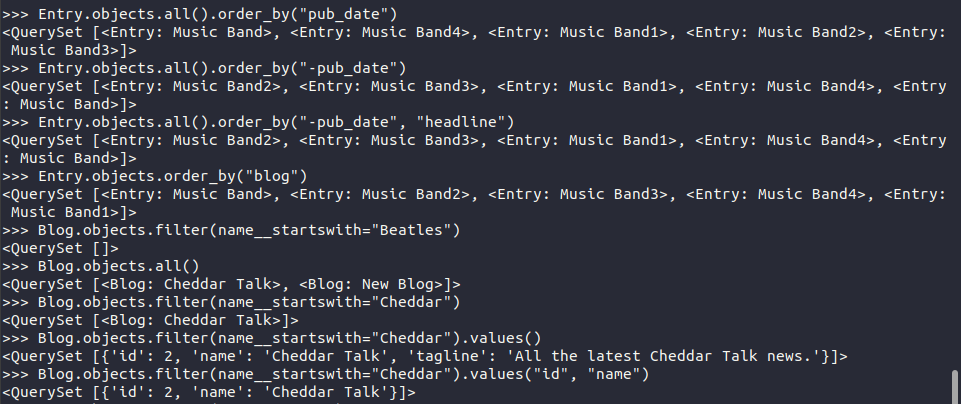 >>> Entry.objects.all().order_by("pub_date")
<QuerySet [<Entry: Music Band>, <Entry: Music Band4>, <Entry: Music Band1>, <Entry: Music Band2>, <Entry:
 Music Band3>]>
>>> Entry.objects.all().order_by("-pub_date")
<QuerySet [<Entry: Music Band2>, <Entry: Music Band3>, <Entry: Music Band1>, <Entry: Music Band4>, <Entry
: Music Band>]>
>>> Entry.objects.all().order_by("-pub_date", "headline")
<QuerySet [<Entry: Music Band2>, <Entry: Music Band3>, <Entry: Music Band1>, <Entry: Music Band4>, <Entry
: Music Band>]>
>>> Entry.objects.order_by("blog")
<QuerySet [<Entry: Music Band>, <Entry: Music Band2>, <Entry: Music Band3>, <Entry: Music Band4>, <Entry:
 Music Band1>]>
>>> Blog.objects.filter(name__startswith="Beatles")
<QuerySet []>
>>> Blog.objects.all()
<QuerySet [<Blog: Cheddar Talk>, <Blog: New Blog>]>
>>> Blog.objects.filter(name__startswith="Cheddar")
<QuerySet [<Blog: Cheddar Talk>]>
>>> Blog.objects.filter(name__startswith="Cheddar").values()
<QuerySet [{'id': 2, 'name': 'Cheddar Talk', 'tagline': 'All the latest Cheddar Talk news.'}]>
>>> Blog.objects.filter(name__startswith="Cheddar").values("id", "name")
<QuerySet [{'id': 2, 'name': 'Cheddar Talk'}]>